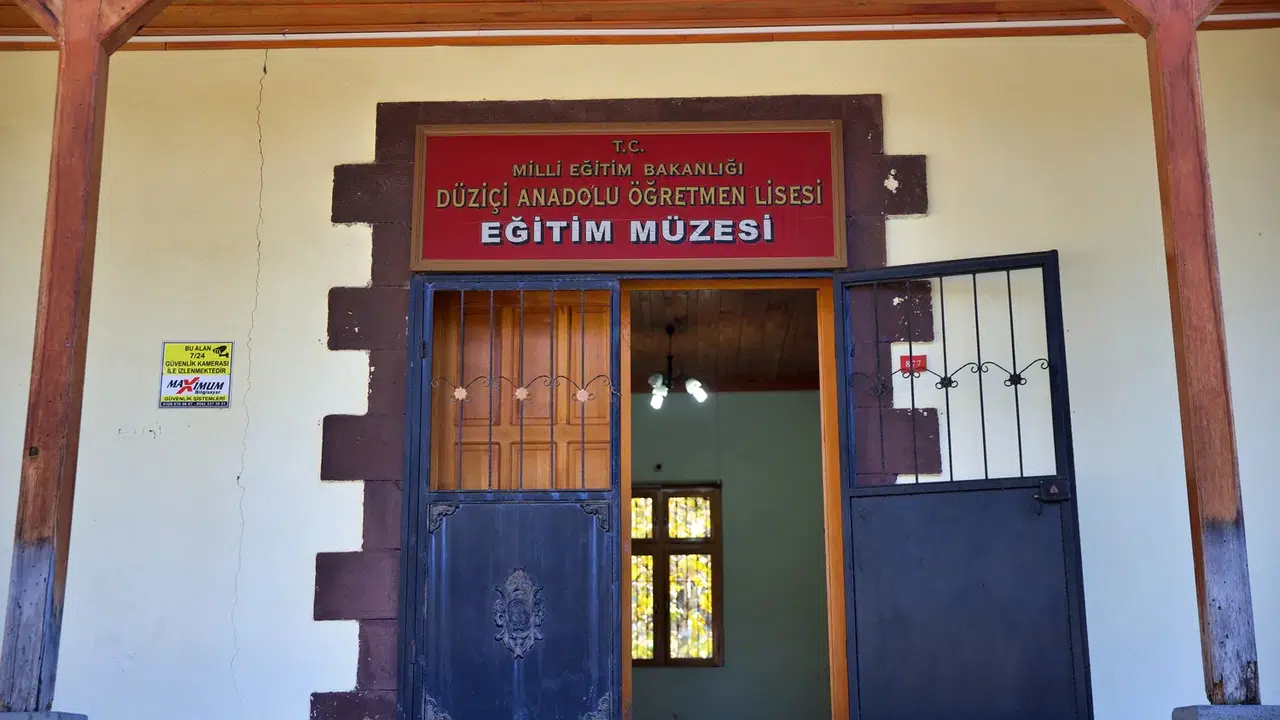 T.C.
MİLLİ EĞİTİM BAKANLIĞI
DÜZİÇİ ANADOLU ÖĞRETMEN LİSESİ
EĞİTİM MÜZESİ
BU ALAN
7/24
GÜVENLİK KAMERASI
İLE İZLENMEKTEDİR
MAXIMUM
Bilgisayar
GÜVENLİK SİSTEMLERİ